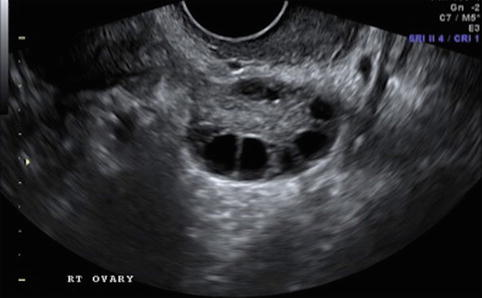 Gn -2
C7 / M5
E3
SRI II 4 / CRI 1
RT OVARY